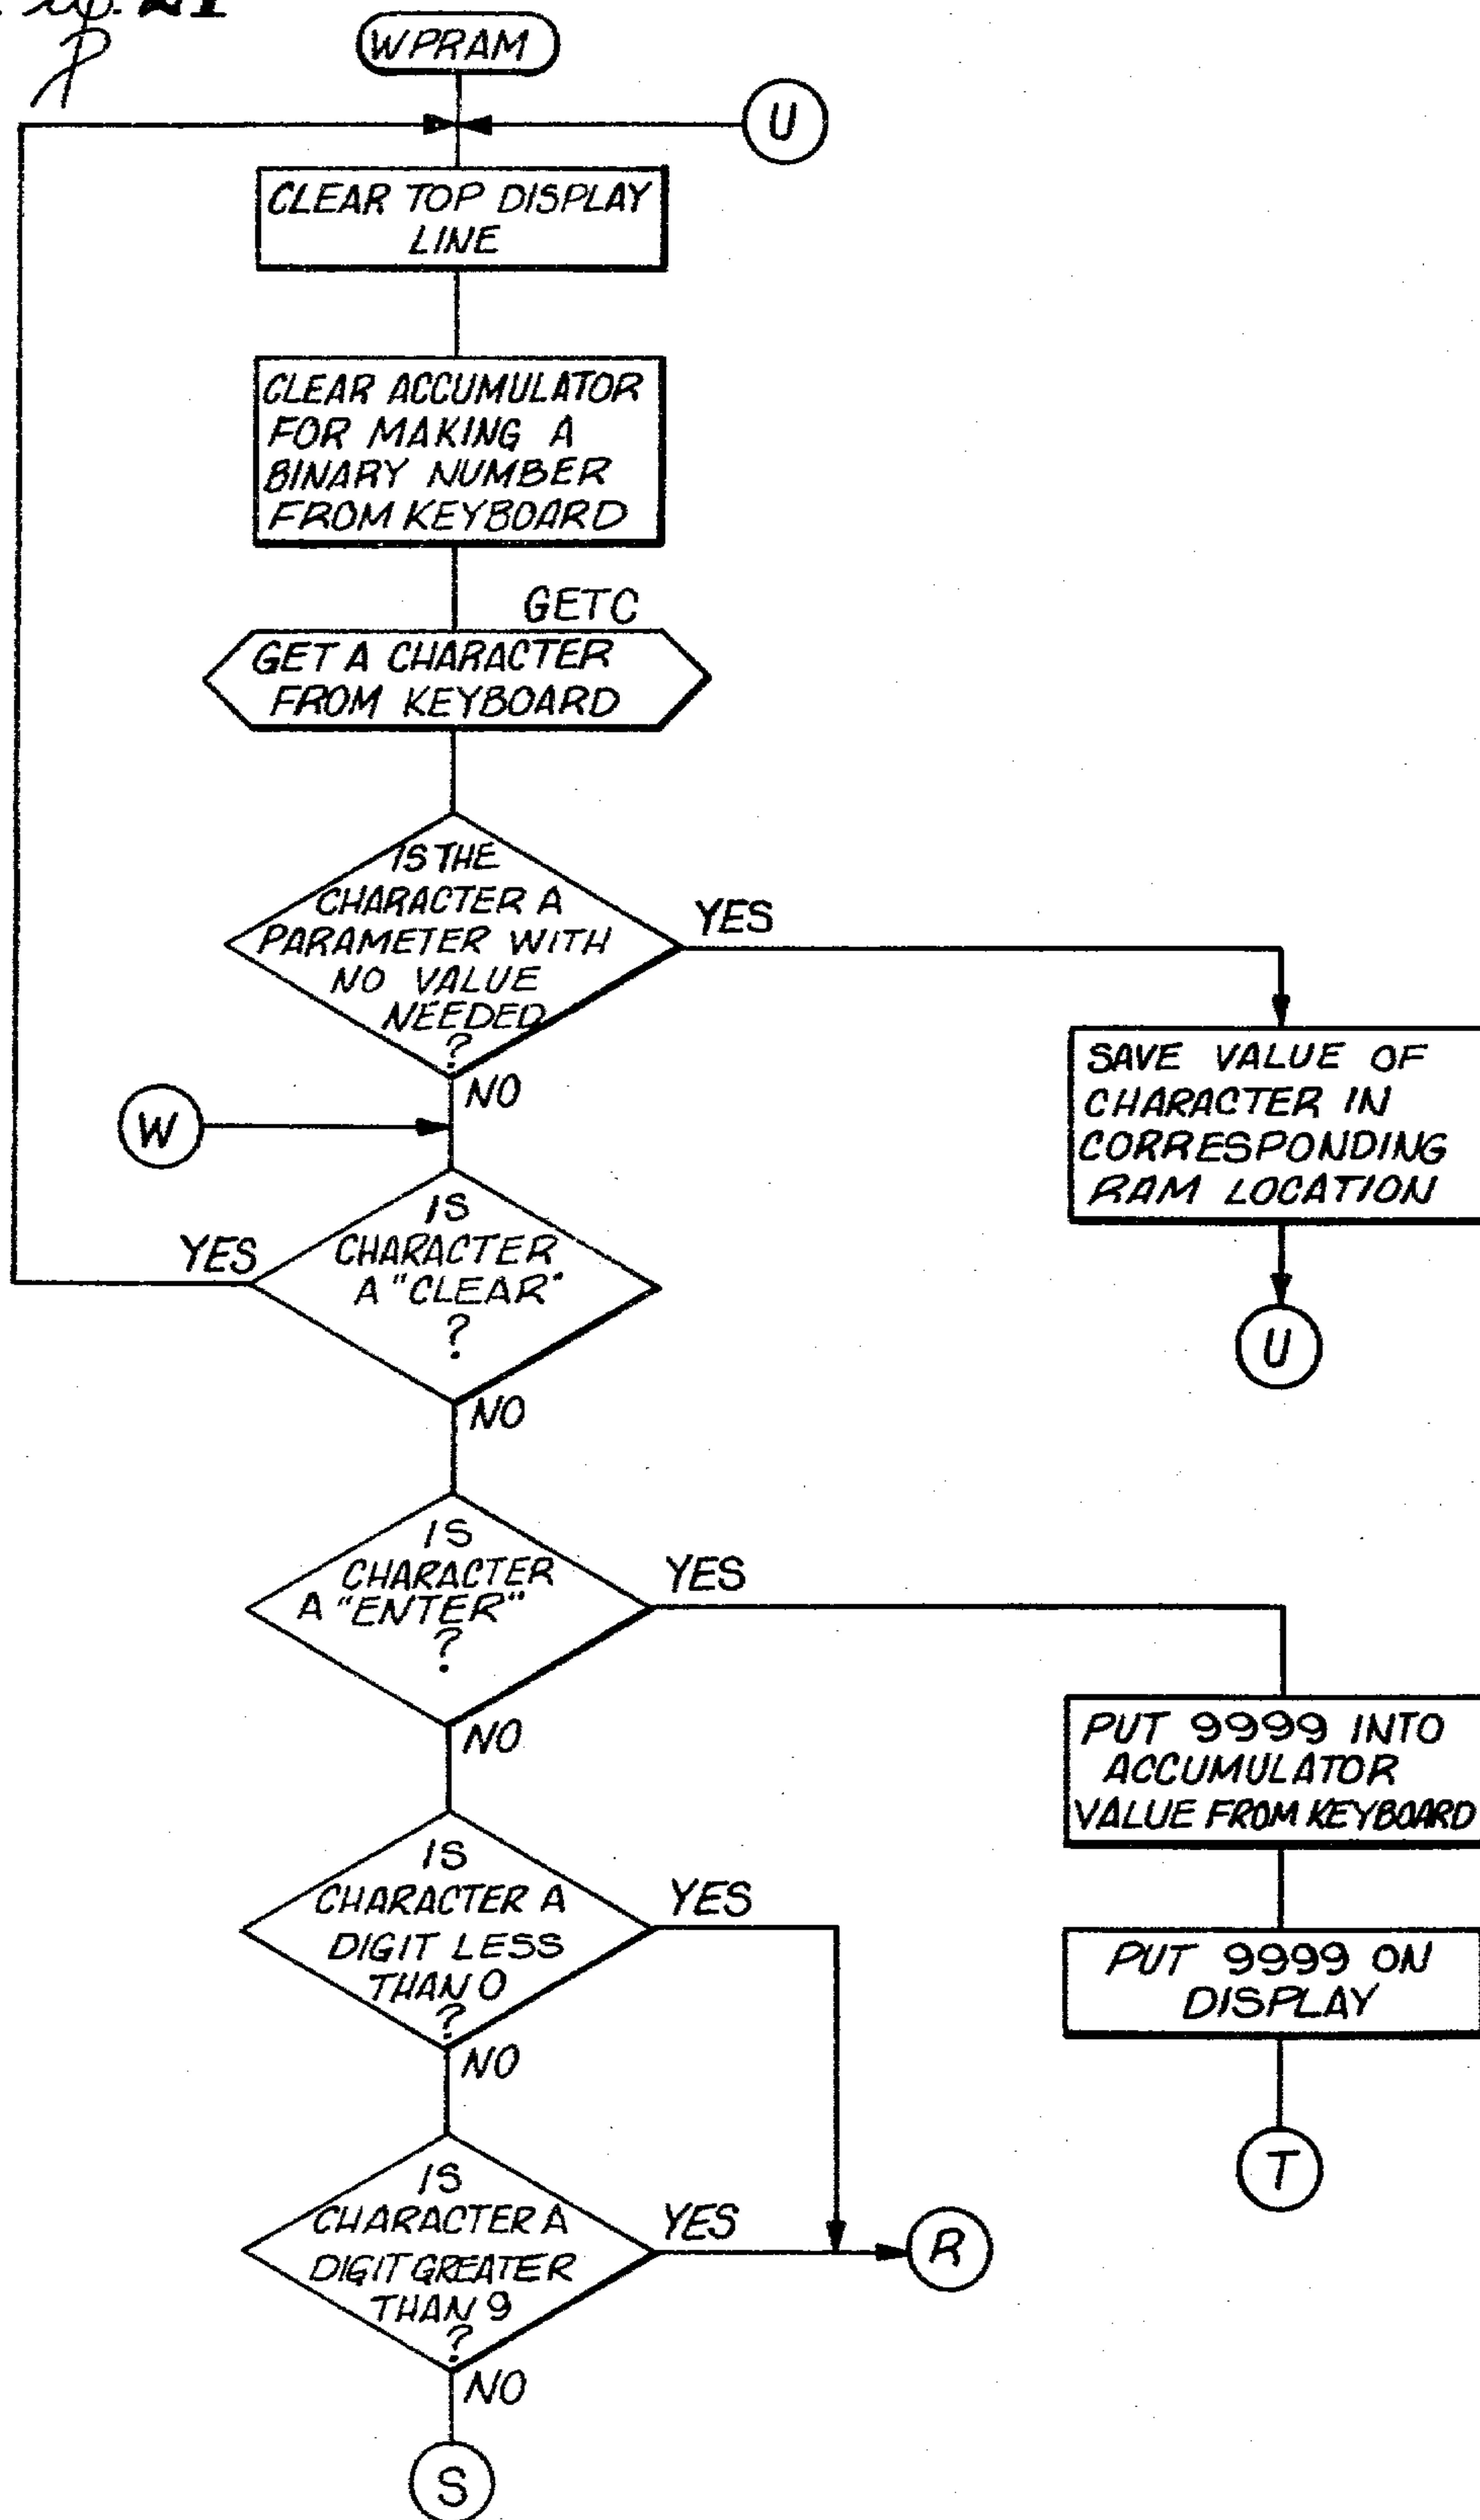 21
P
WPRAM
U
CLEAR TOP DISPLAY
LINE
CLEAR ACCUMULATOR
FOR MAKING A
BINARY NUMBER
FROM KEYBOARD
GETC
GET A CHARACTER
FROM KEYBOARD
IS THE
CHARACTER A
PARAMETER WITH
NO VALUE
NEEDED
?
YES
NO
SAVE VALUE OF
CHARACTER IN
CORRESPONDING
RAM LOCATION
U
W
IS
CHARACTER
A "CLEAR"
?
YES
NO
IS
CHARACTER
A "ENTER"
?
YES
NO
PUT 9999 INTO
ACCUMULATOR
VALUE FROM KEYBOARD
PUT 9999 ON
DISPLAY
T
IS
CHARACTER A
DIGIT LESS
THAN 0
?
YES
NO
IS
CHARACTER A
DIGIT GREATER
THAN 9
?
YES
R
NO
S